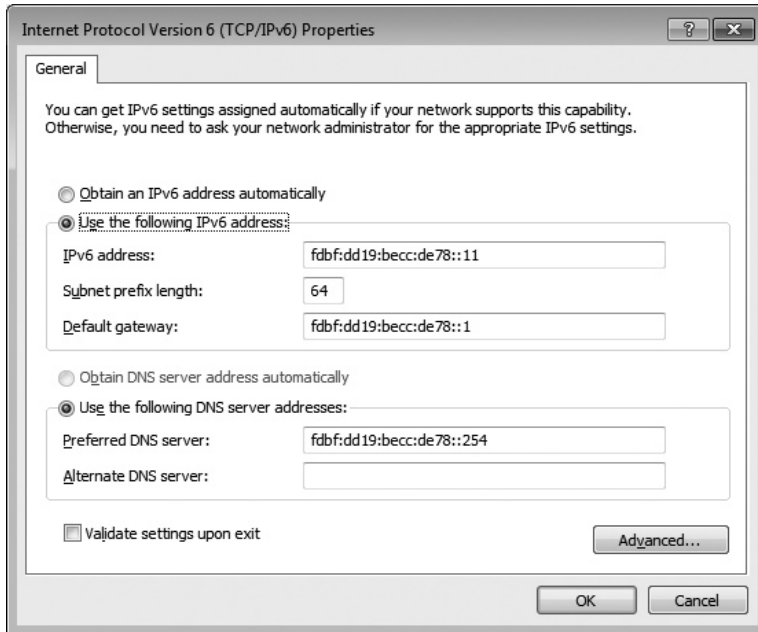 Internet Protocol Version 6 (TCP/IPv6) Properties
General
You can get IPv6 settings assigned automatically if your network supports this capability.
Otherwise, you need to ask your network administrator for the appropriate IPv6 settings.
Obtain an IPv6 address automatically
Use the following IPv6 address:
IPv6 address: fdbf:dd19:becc:de78::11
Subnet prefix length: 64
Default gateway: fdbf:dd19:becc:de78::1
Obtain DNS server address automatically
Use the following DNS server addresses:
Preferred DNS server: fdbf:dd19:becc:de78::254
Alternate DNS server:
Validate settings upon exit
Advanced...
OK Cancel